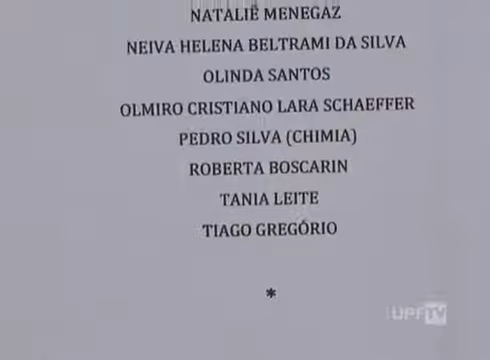 NATALIÊ MENEGAZ
NEIVA HELENA BELTRAMI DA SILVA
OLINDA SANTOS
OLMIRO CRISTIANO LARA SCHAEFFER
PEDRO SILVA (CHIMIA)
ROBERTA BOSCARIN
TANIA LEITE
TIAGO GREGÓRIO
*
UPFTV